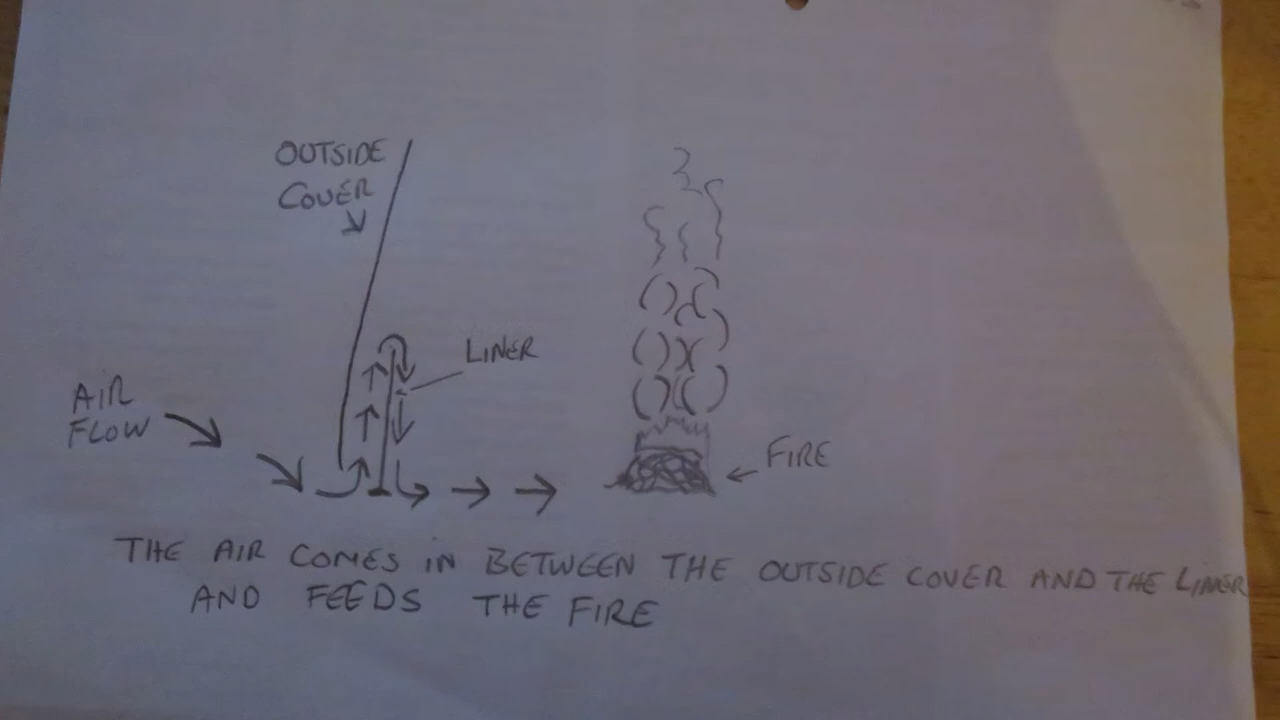 OUTSIDE
COVER
LINER
AIR
FLOW
FIRE
THE AIR COMES IN BETWEEN THE OUTSIDE COVER AND THE LINER
AND FEEDS THE FIRE